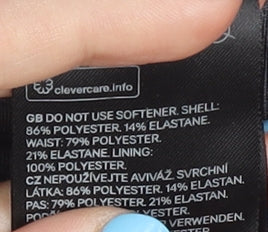 clevercare.info
GB DO NOT USE SOFTENER. SHELL:
86% POLYESTER. 14% ELASTANE.
WAIST: 79% POLYESTER.
21% ELASTANE. LINING:
100% POLYESTER.
CZ NEPOUŽÍVEJTE AVIVÁŽ. SVRCHNÍ
LÁTKA: 86% POLYESTER. 14% ELASTAN.
PAS: 79% POLYESTER. 21% ELASTAN.
VERWENDEN.